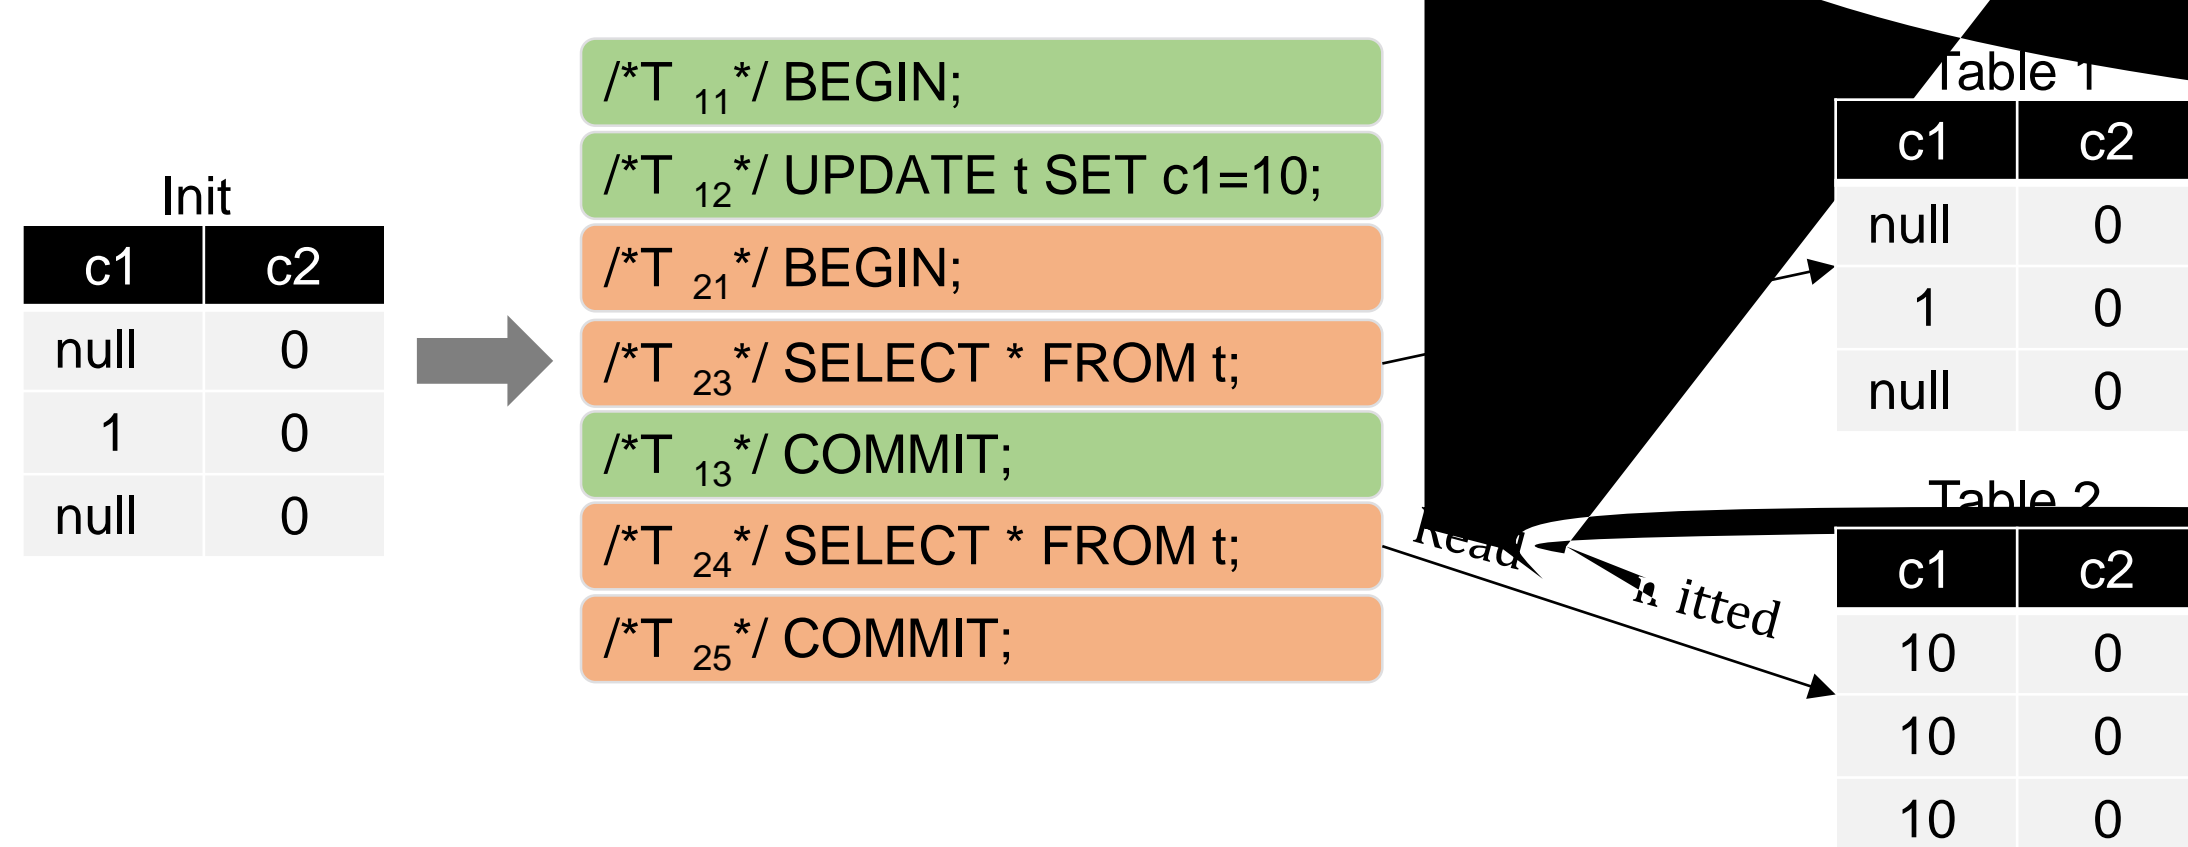 Init
c1 c2
null 0
1 0
null 0
/*T 11*/ BEGIN;
/*T 12*/ UPDATE t SET c1=10;
/*T 21*/ BEGIN;
/*T 23*/ SELECT * FROM t;
/*T 13*/ COMMIT;
/*T 24*/ SELECT * FROM t;
/*T 25*/ COMMIT;
Read
itted
Table 1
c1 c2
null 0
1 0
null 0
Table 2
c1 c2
10 0
10 0
10 0